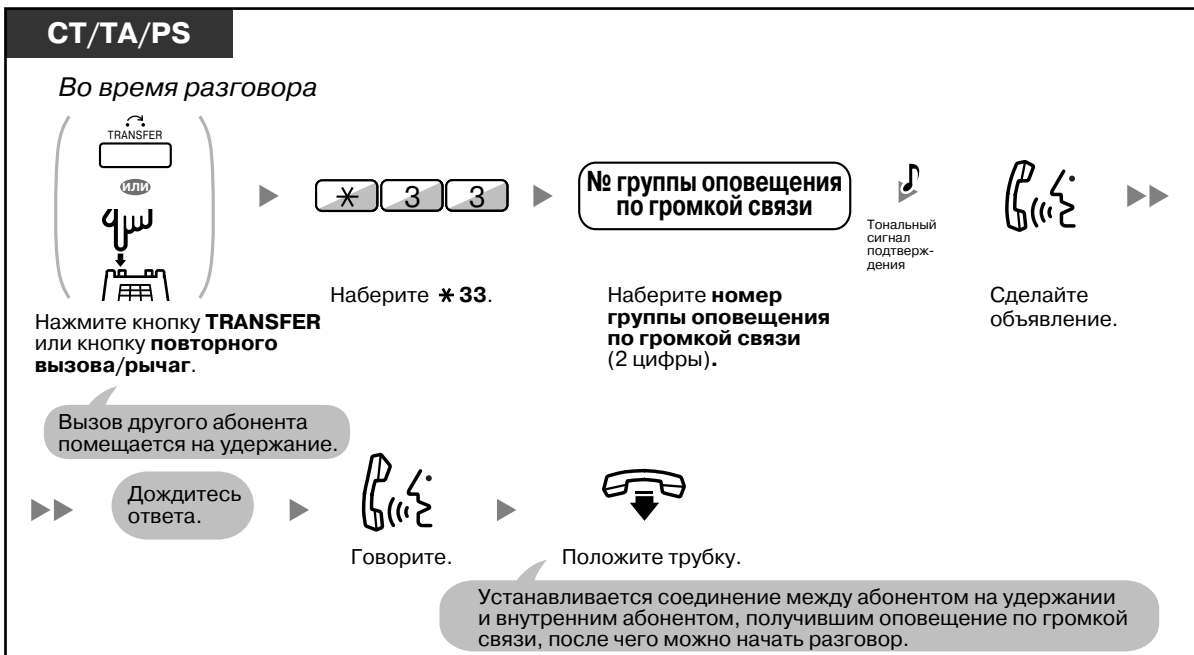 CT/TA/PS
Во время разговора
TRANSFER
или
* 3 3
№ группы оповещения
по громкой связи
Тональный
сигнал
подтверж-
дения
Нажмите кнопку TRANSFER
или кнопку повторного
вызова/рычаг.
Наберите * 33.
Наберите номер
группы оповещения
по громкой связи
(2 цифры).
Сделайте
объявление.
Вызов другого абонента
помещается на удержание.
Дождитесь
ответа.
Говорите.
Положите трубку.
Устанавливается соединение между абонентом на удержании
и внутренним абонентом, получившим оповещение по громкой
связи, после чего можно начать разговор.